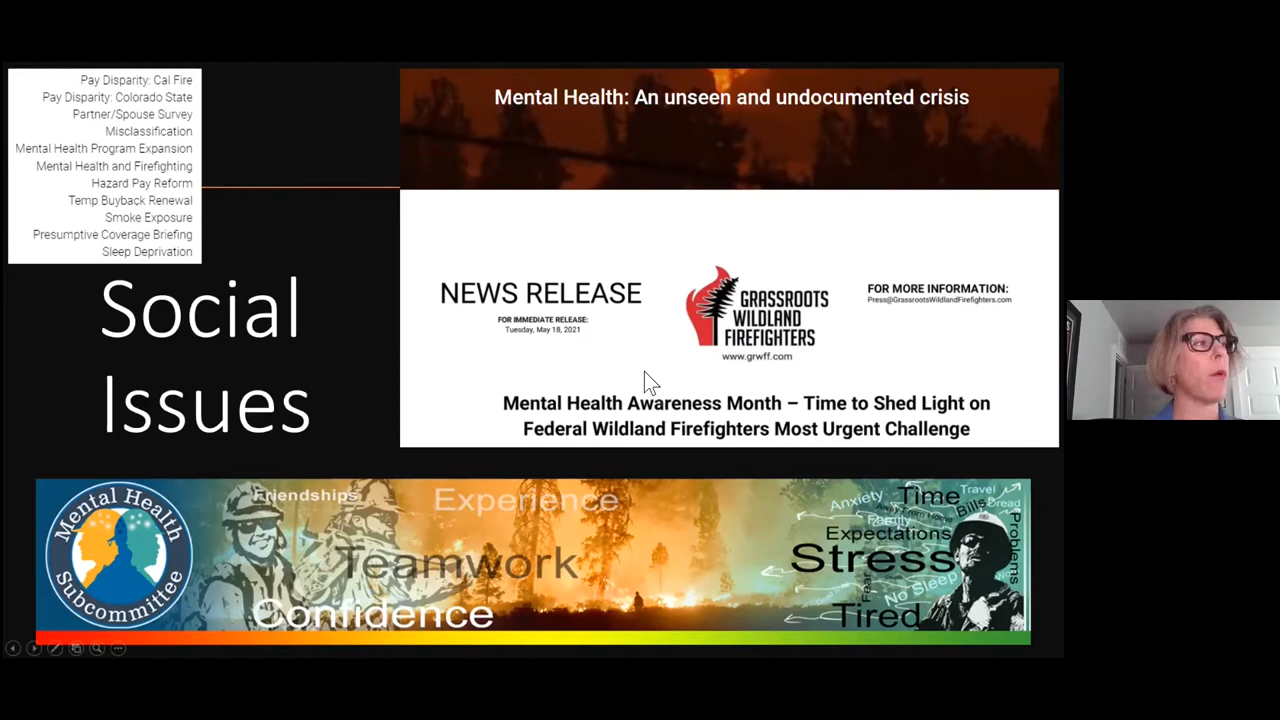 Pay Disparity: Cal Fire
Pay Disparity: Colorado State
Partner/Spouse Survey
Misclassification
Mental Health Program Expansion
Mental Health and Firefighting
Hazard Pay Reform
Temp Buyback Renewal
Smoke Exposure
Presumptive Coverage Briefing
Sleep Deprivation
Social
Issues
Mental Health: An unseen and undocumented crisis
NEWS RELEASE
FOR IMMEDIATE RELEASE:
Tuesday, May 18, 2021
GRASSROOTS
WILDLAND
FIREFIGHTERS
www.grwff.com
FOR MORE INFORMATION:
Press@GrassrootsWildlandFirefighters.com
Mental Health Awareness Month – Time to Shed Light on
Federal Wildland Firefighters Most Urgent Challenge
Mental Health
Subcommittee
Friendships
Experience
Teamwork
Confidence
Anxiety
Time
Travel
Dread
Bills
Away From Home
Family
Expectations
Problems
Stress
Fear
No Sleep
Tired